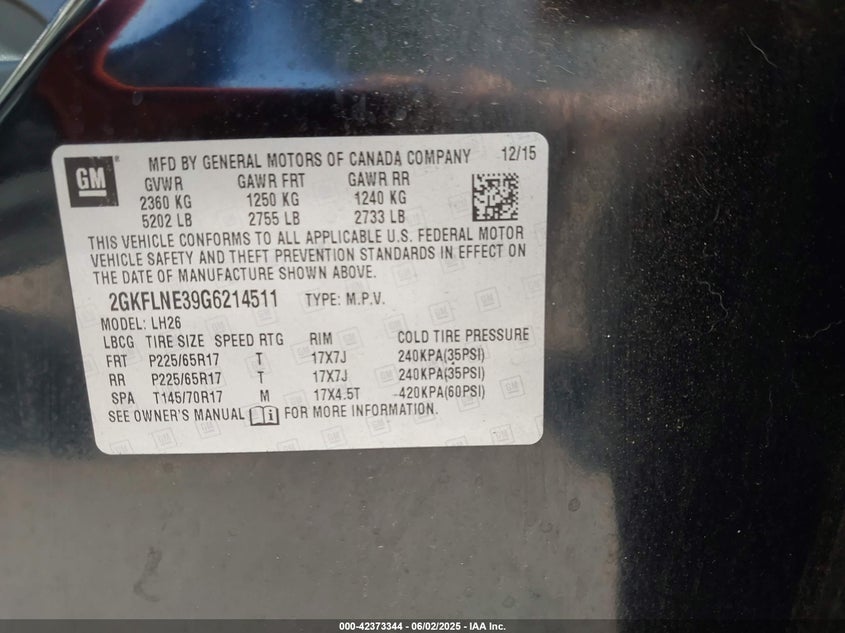 GM
MFD BY GENERAL MOTORS OF CANADA COMPANY 12/15
GVWR GAWR FRT GAWR RR
2360 KG 1250 KG 1240 KG
5202 LB 2755 LB 2733 LB
THIS VEHICLE CONFORMS TO ALL APPLICABLE U.S. FEDERAL MOTOR
VEHICLE SAFETY AND THEFT PREVENTION STANDARDS IN EFFECT ON
THE DATE OF MANUFACTURE SHOWN ABOVE.
2GKFLNE39G6214511 TYPE: M.P.V.
MODEL: LH26
LBCG TIRE SIZE SPEED RTG RIM COLD TIRE PRESSURE
FRT P225/65R17 T 17X7J 240KPA(35PSI)
RR P225/65R17 T 17X7J 240KPA(35PSI)
SPA T145/70R17 M 17X4.5T 420KPA(60PSI)
SEE OWNER'S MANUAL FOR MORE INFORMATION.
000-42373344 - 06/02/2025 - IAA Inc.